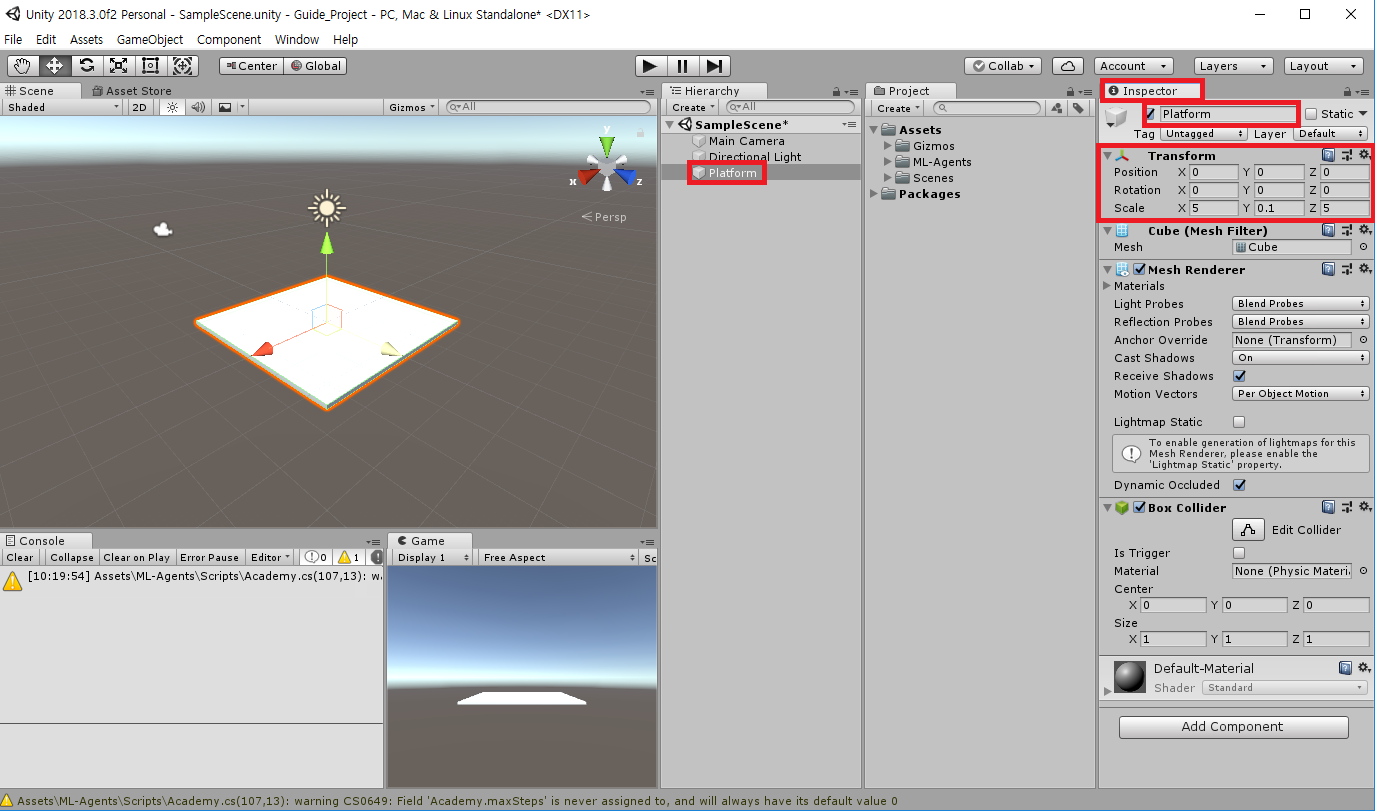 Unity 2018.3.0f2 Personal - SampleScene.unity - Guide_Project - PC, Mac & Linux Standalone* <DX11>
File Edit Assets GameObject Component Window Help
Center Global Collab Account Layers Layout
Scene Asset Store
Shaded 2D Gizmos All
y
x
z
Persp
Console
Clear Collapse Clear on Play Error Pause Editor 0 1
[10:19:54] Assets\ML-Agents\Scripts\Academy.cs(107,13): wa
Game
Display 1 Free Aspect Sc
Hierarchy
Create All
SampleScene*
Main Camera
Directional Light
Platform
Project
Create
Assets
Gizmos
ML-Agents
Scenes
Packages
Inspector
Platform Static
Tag Untagged Layer Default
Transform
Position X 0 Y 0 Z 0
Rotation X 0 Y 0 Z 0
Scale X 5 Y 0.1 Z 5
Cube (Mesh Filter)
Mesh Cube
Mesh Renderer
Materials
Light Probes Blend Probes
Reflection Probes Blend Probes
Anchor Override None (Transform)
Cast Shadows On
Receive Shadows
Motion Vectors Per Object Motion
Lightmap Static
To enable generation of lightmaps for this
Mesh Renderer, please enable the
'Lightmap Static' property.
Dynamic Occluded
Box Collider
Edit Collider
Is Trigger
Material None (Physic Materi
Center
X 0 Y 0 Z 0
Size
X 1 Y 1 Z 1
Default-Material
Shader Standard
Add Component
Assets\ML-Agents\Scripts\Academy.cs(107,13): warning CS0649: Field 'Academy.maxSteps' is never assigned to, and will always have its default value 0